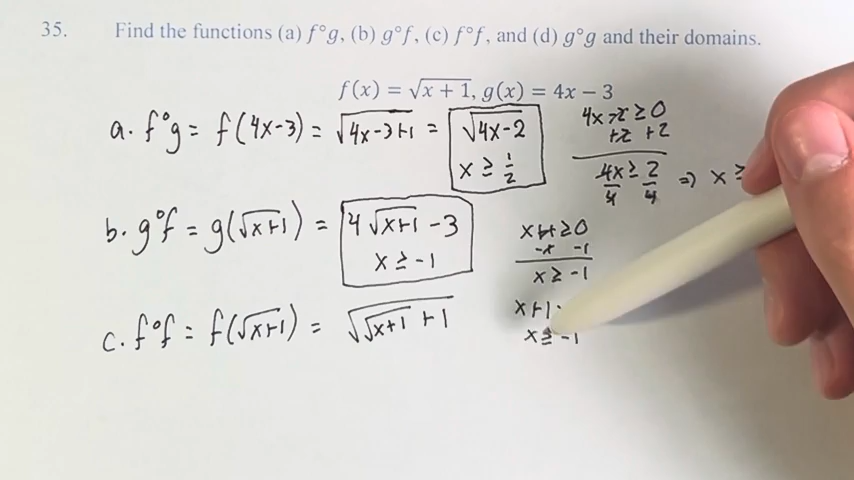 35. Find the functions (a) f°g, (b) g°f, (c) f°f, and (d) g°g and their domains.
f(x) = √x + 1, g(x) = 4x − 3
a. f°g = f(4x-3) = √4x-3+1 = √4x-2
x ≥ 1/2
4x-2 ≥ 0
+2 +2
4x ≥ 2
4 4
⇒ x ≥
b. g°f = g(√x+1) = 4√x+1 -3
x ≥ -1
x+1 ≥ 0
-1 -1
x ≥ -1
c. f°f = f(√x+1) = √√x+1 + 1
x+1
x ≥ -1